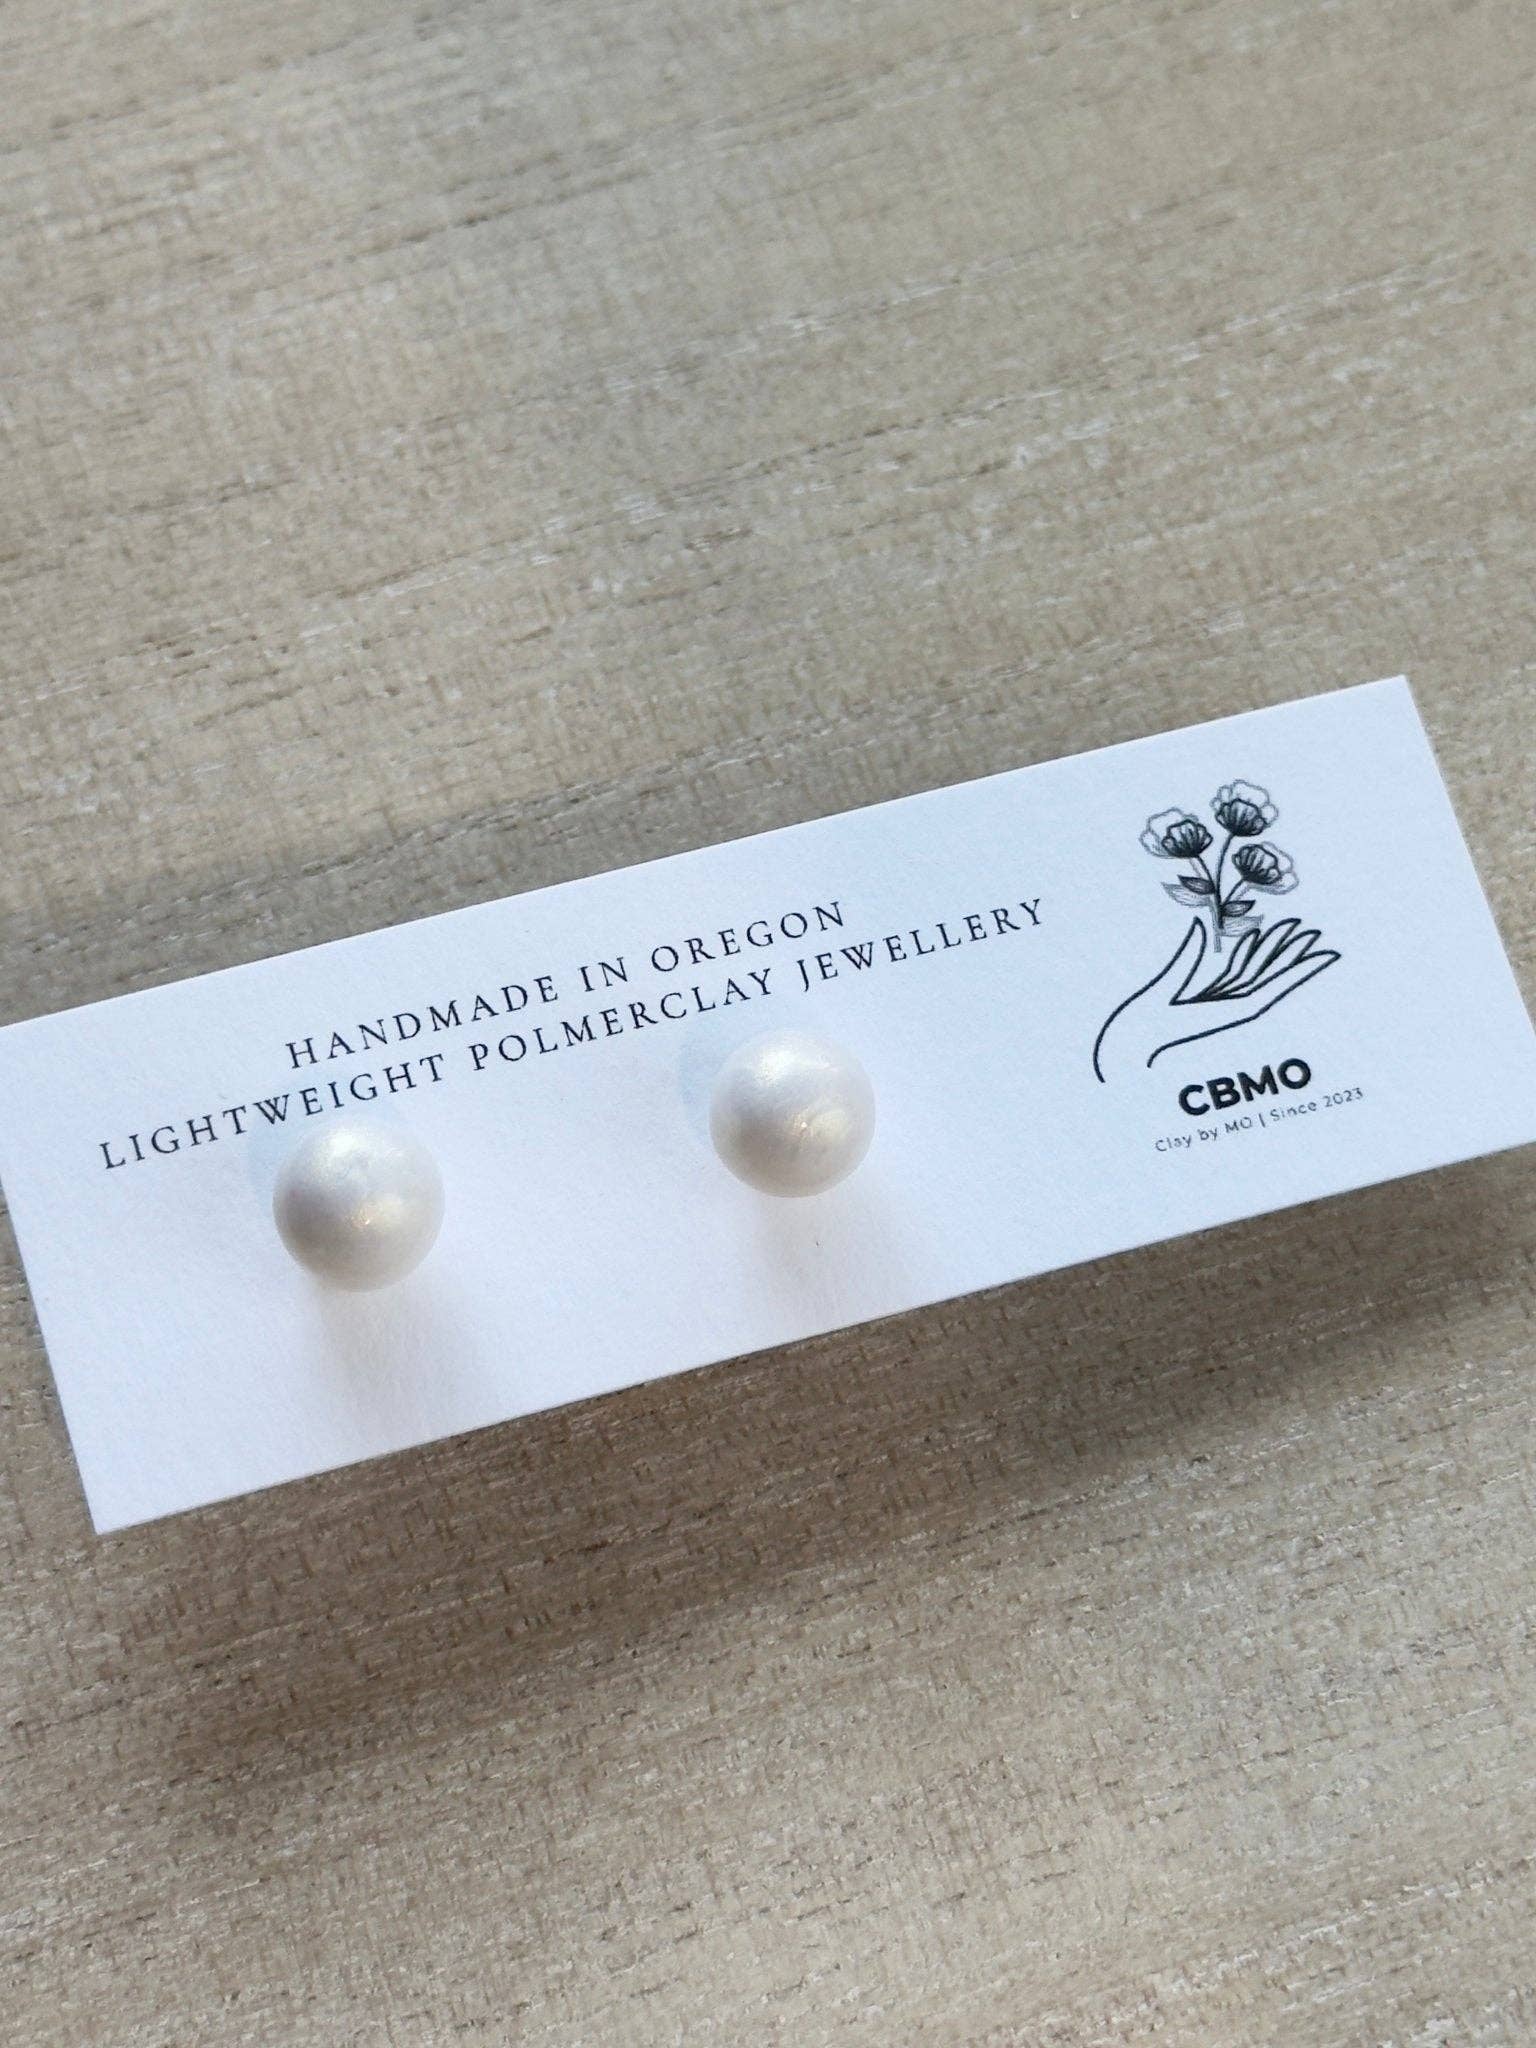 HANDMADE IN OREGON
LIGHTWEIGHT POLMERCLAY JEWELLERY
CBMO
Clay by MO | Since 2023